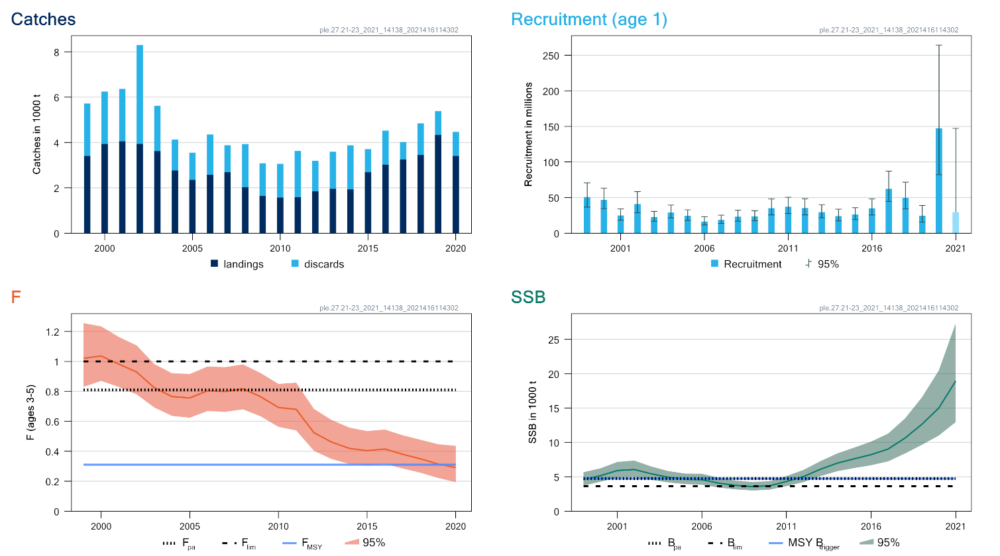 Catches
ple.27.21-23_2021_14138_2021416114302
Catches in 1000 t
8
6
4
2
0
2000 2005 2010 2015 2020
landings discards
Recruitment (age 1)
ple.27.21-23_2021_14138_2021416114302
Recruitment in millions
250
200
150
100
50
0
2001 2006 2011 2016 2021
Recruitment 95%
F
ple.27.21-23_2021_14138_2021416114302
F (ages 3-5)
1.2
1
0.8
0.6
0.4
0.2
0
2000 2005 2010 2015 2020
Fpa Flim FMSY 95%
SSB
ple.27.21-23_2021_14138_2021416114302
SSB in 1000 t
25
20
15
10
5
0
2001 2006 2011 2016 2021
Bpa Blim MSY Btrigger 95%